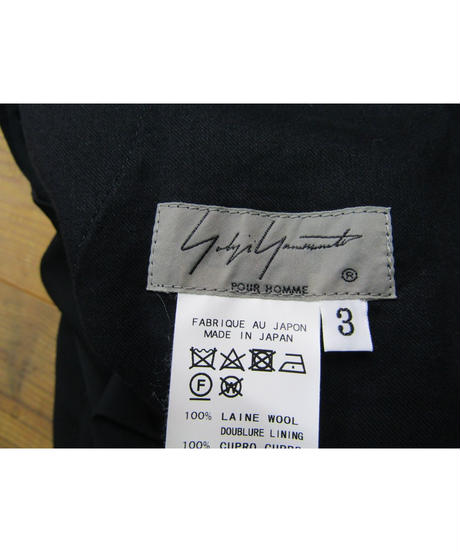 Yohji Yamamoto
®
POUR HOMME
3
FABRIQUE AU JAPON
MADE IN JAPAN
F W
100% LAINE WOOL
DOUBLURE LINING
100% CUPRO CUPRO